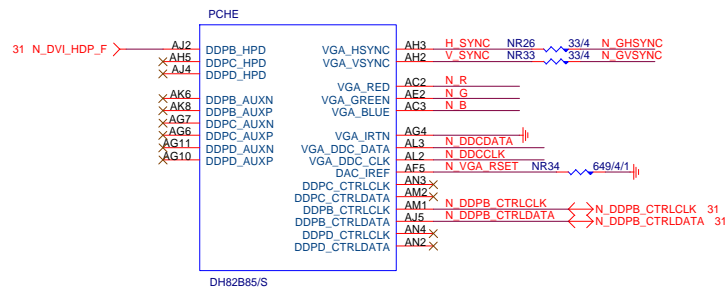 PCHE
31 N_DVI_HDP_F AJ2 DDPB_HPD VGA_HSYNC AH3 H_SYNC NR26 33/4 N_GHSYNC
AH5 DDPC_HPD VGA_VSYNC AH2 V_SYNC NR33 33/4 N_GVSYNC
AJ4 DDPD_HPD
VGA_RED AC2 N_R
AK6 DDPB_AUXN VGA_GREEN AE2 N_G
AK8 DDPB_AUXP VGA_BLUE AC3 N_B
AG7 DDPC_AUXN
AG6 DDPC_AUXP VGA_IRTN AG4
AG11 DDPD_AUXN VGA_DDC_DATA AL3 N_DDCDATA
AG10 DDPD_AUXP VGA_DDC_CLK AL2 N_DDCCLK
DAC_IREF AF5 N_VGA_RSET NR34 649/4/1
DDPC_CTRLCLK AN3
DDPC_CTRLDATA AM2
DDPB_CTRLCLK AM1 N_DDPB_CTRLCLK N_DDPB_CTRLCLK 31
DDPB_CTRLDATA AJ5 N_DDPB_CTRLDATA N_DDPB_CTRLDATA 31
DDPD_CTRLCLK AN4
DDPD_CTRLDATA AN2
DH82B85/S